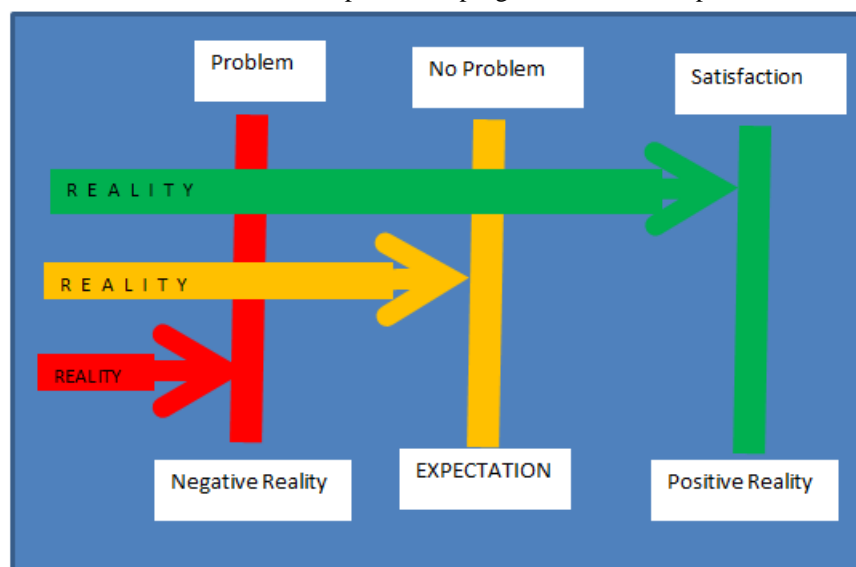 Problem
No Problem
Satisfaction
R E A L I T Y
R E A L I T Y
REALITY
Negative Reality
EXPECTATION
Positive Reality